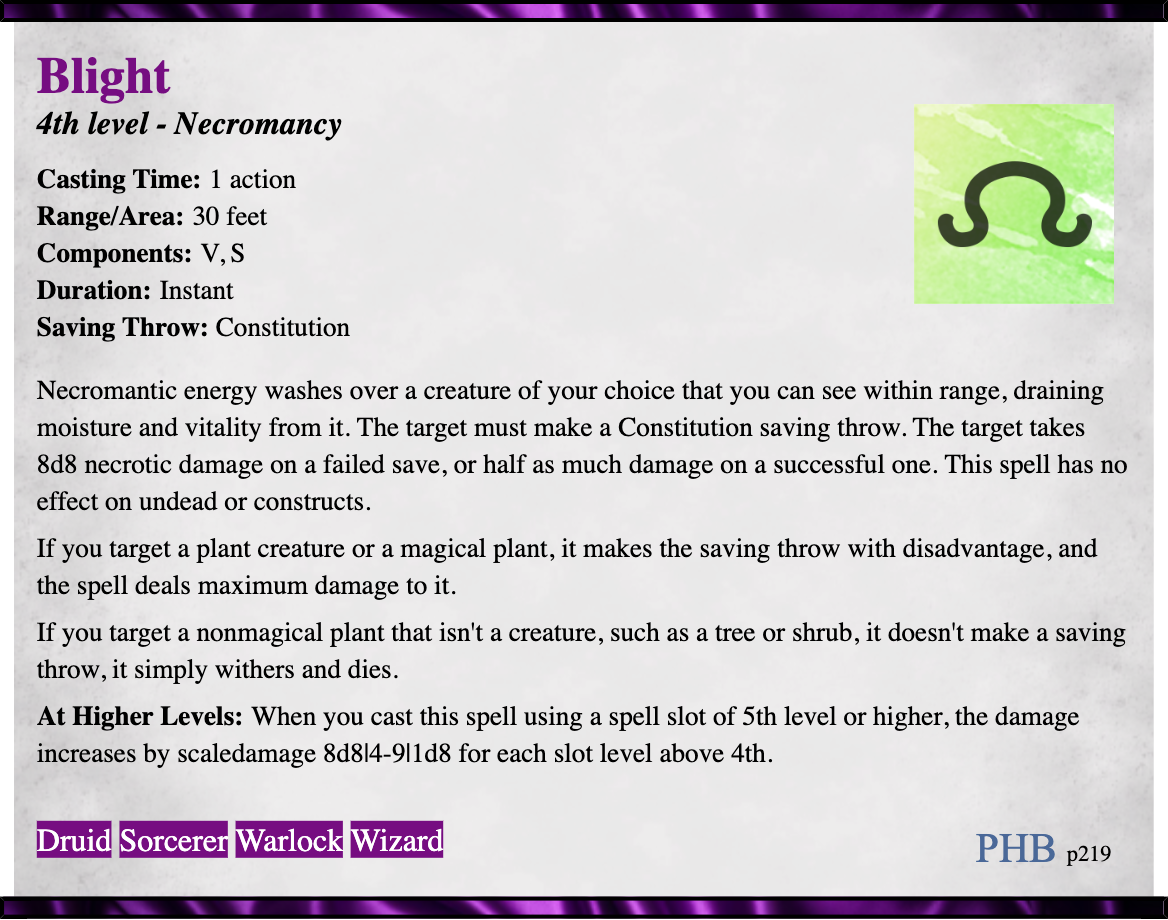 Blight
4th level - Necromancy
Casting Time: 1 action
Range/Area: 30 feet
Components: V, S
Duration: Instant
Saving Throw: Constitution
Necromantic energy washes over a creature of your choice that you can see within range, draining
moisture and vitality from it. The target must make a Constitution saving throw. The target takes
8d8 necrotic damage on a failed save, or half as much damage on a successful one. This spell has no
effect on undead or constructs.
If you target a plant creature or a magical plant, it makes the saving throw with disadvantage, and
the spell deals maximum damage to it.
If you target a nonmagical plant that isn't a creature, such as a tree or shrub, it doesn't make a saving
throw, it simply withers and dies.
At Higher Levels: When you cast this spell using a spell slot of 5th level or higher, the damage
increases by scaledamage 8d8|4-9|1d8 for each slot level above 4th.
Druid Sorcerer Warlock Wizard
PHB p219